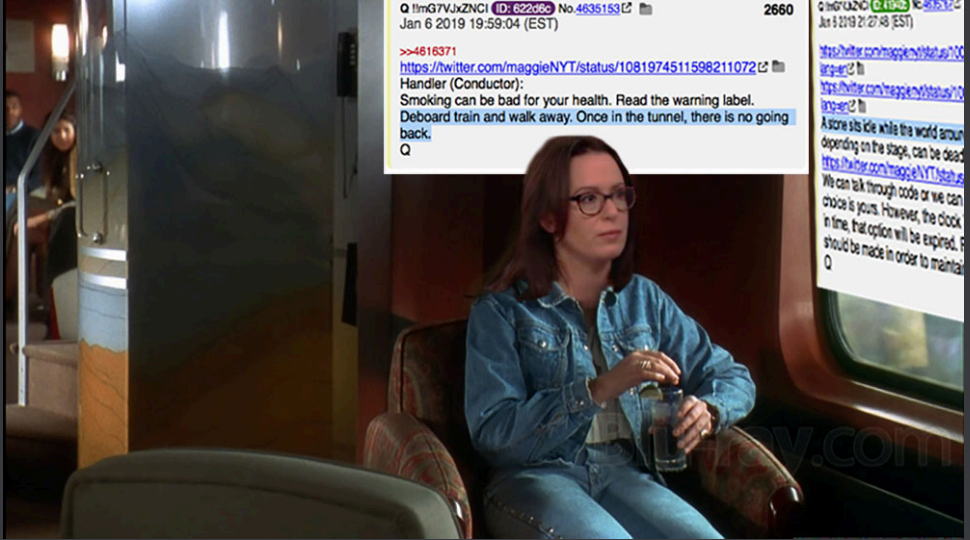 Q !!mG7VJxZNCI ID: 622d6c No.4635153 2660
Jan 6 2019 19:59:04 (EST)
>>4616371
https://twitter.com/maggieNYT/status/1081974511598211072
Handler (Conductor):
Smoking can be bad for your health. Read the warning label.
Deboard train and walk away. Once in the tunnel, there is no going
back.
Q
Jan 6 2019 21:27:48 (EST)
https://twitter.com/maggienyt/status/10
lang=en
https://twitter.com/maggienyt/status/10
lang=en
A stone sits idle while the world aroun
depending on the stage, can be dead
https://twitter.com/maggieNYT/status
We can talk through code or we can
choice is yours. However, the clock
in time, that option will be expired.
should be made in order to maintai
Q
Blu-ray.com